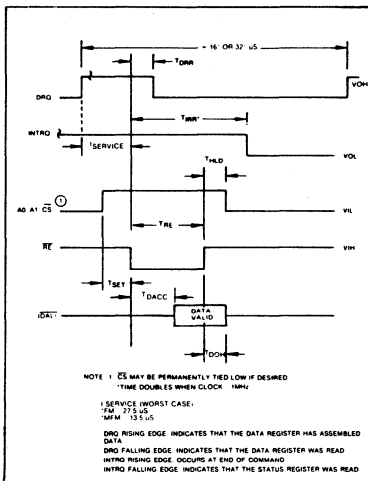 ≈ 16* OR 32* uS
TDRR
VOH
DRQ
TIRR*
INTRQ
VOL
tSERVICE
THLD
A0 A1 CS 1
VIL
TRE
RE
VIH
TSET
TDACC
DATA VALID
TDOH
NOTE 1 CS MAY BE PERMANENTLY TIED LOW IF DESIRED
*TIME DOUBLES WHEN CLOCK 1MHz
SERVICE (WORST CASE)
*FM 27 5 uS
*MFM 13 5 uS
DRQ RISING EDGE INDICATES THAT THE DATA REGISTER HAS ASSEMBLED
DATA
DRQ FALLING EDGE INDICATES THAT THE DATA REGISTER WAS READ
INTRQ RISING EDGE OCCURS AT END OF COMMAND
INTRQ FALLING EDGE INDICATES THAT THE STATUS REGISTER WAS READ